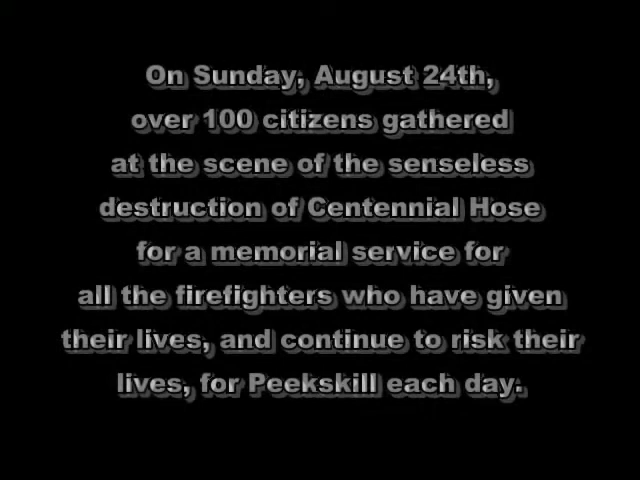 On Sunday, August 24th,
over 100 citizens gathered
at the scene of the senseless
destruction of Centennial Hose
for a memorial service for
all the firefighters who have given
their lives, and continue to risk their
lives, for Peekskill each day.